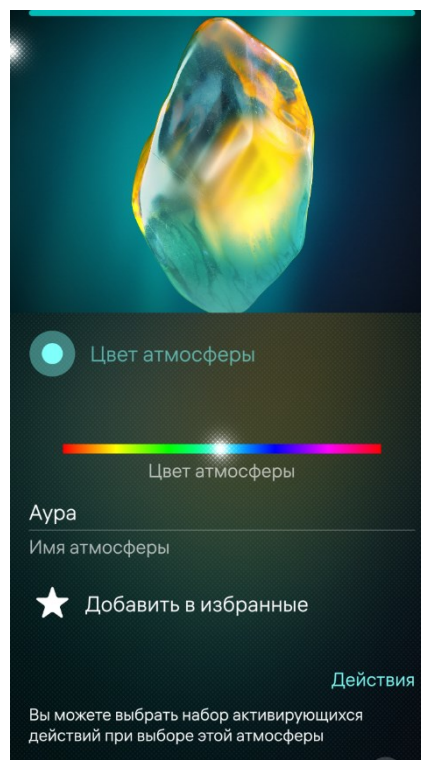 Цвет атмосферы
Цвет атмосферы
Аура
Имя атмосферы
Добавить в избранные
Действия
Вы можете выбрать набор активирующихся
действий при выборе этой атмосферы